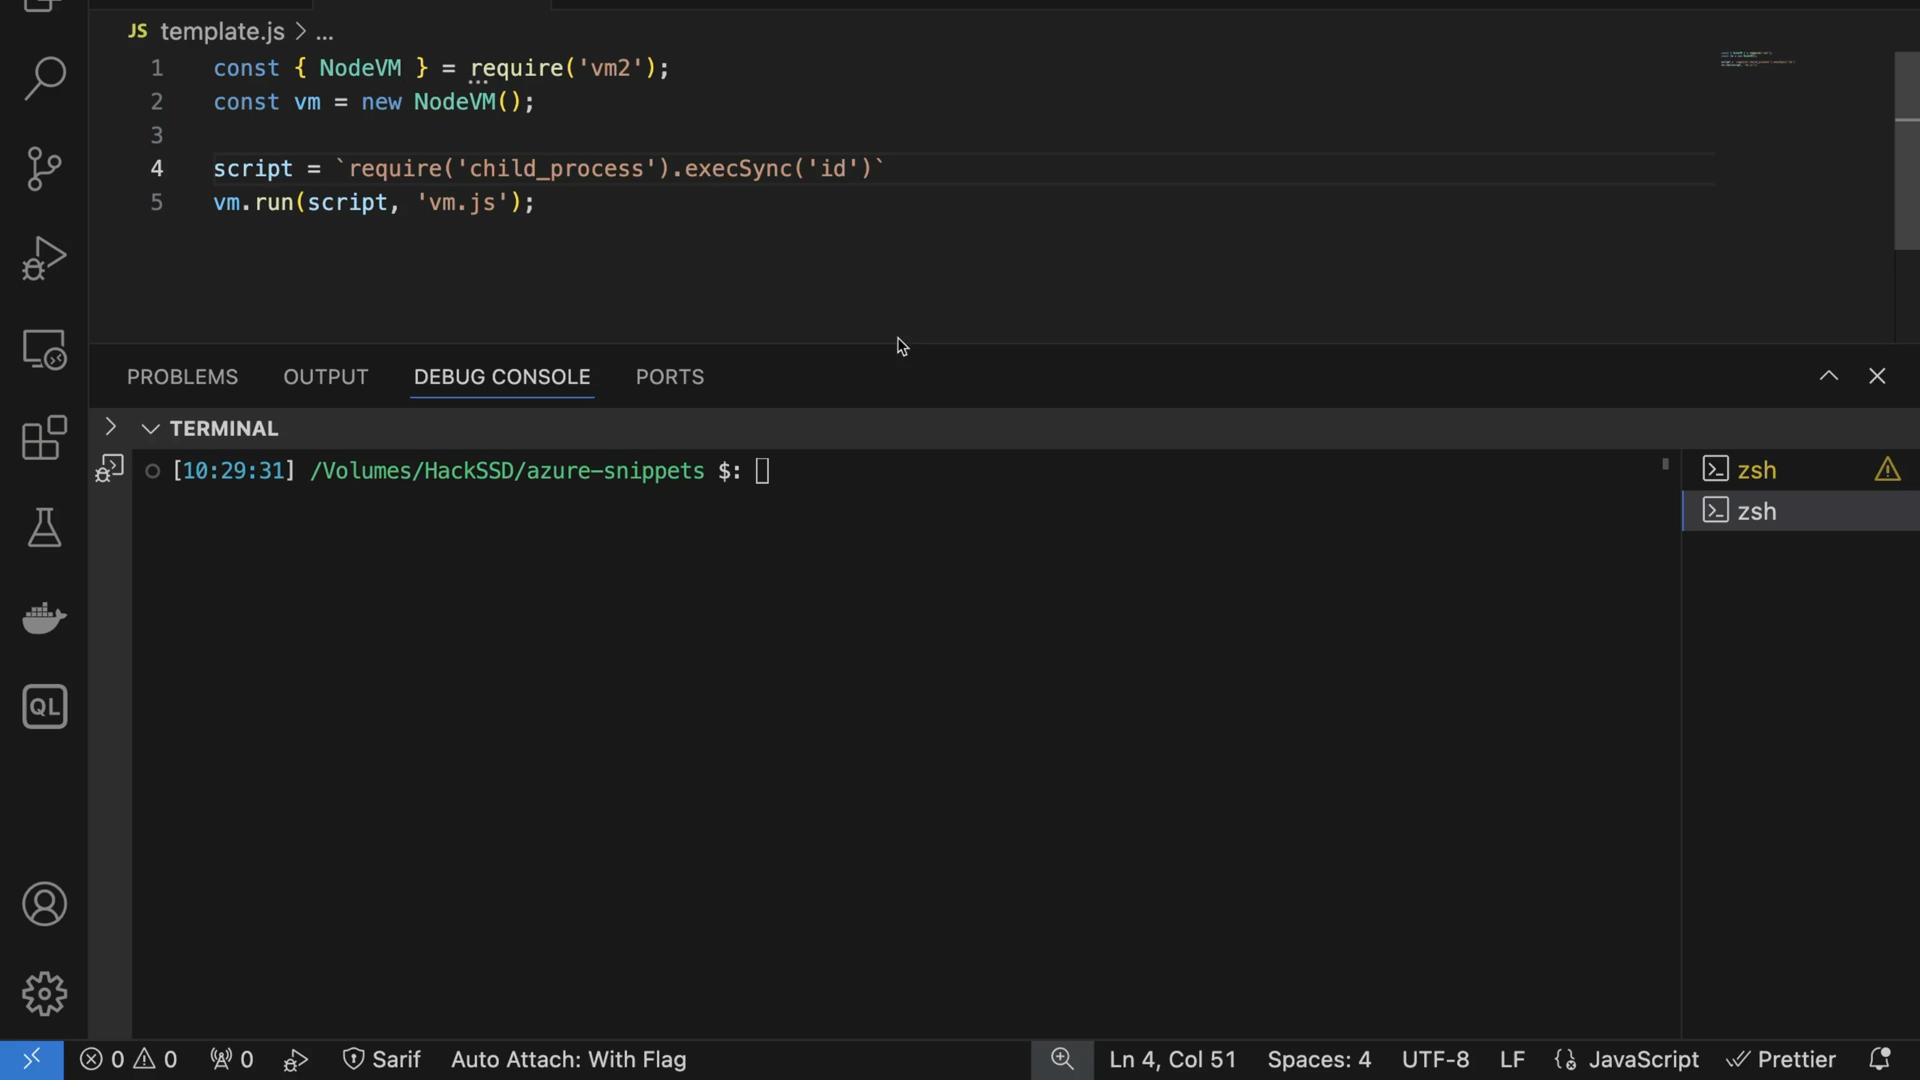 JS template.js > ...
1 const { NodeVM } = require('vm2');
2 const vm = new NodeVM();
3
4 script = `require('child_process').execSync('id')`
5 vm.run(script, 'vm.js');
PROBLEMS OUTPUT DEBUG CONSOLE PORTS
TERMINAL
[10:29:31] /Volumes/HackSSD/azure-snippets $:
zsh
zsh
QL
0 0 0 Sarif Auto Attach: With Flag Ln 4, Col 51 Spaces: 4 UTF-8 LF JavaScript Prettier